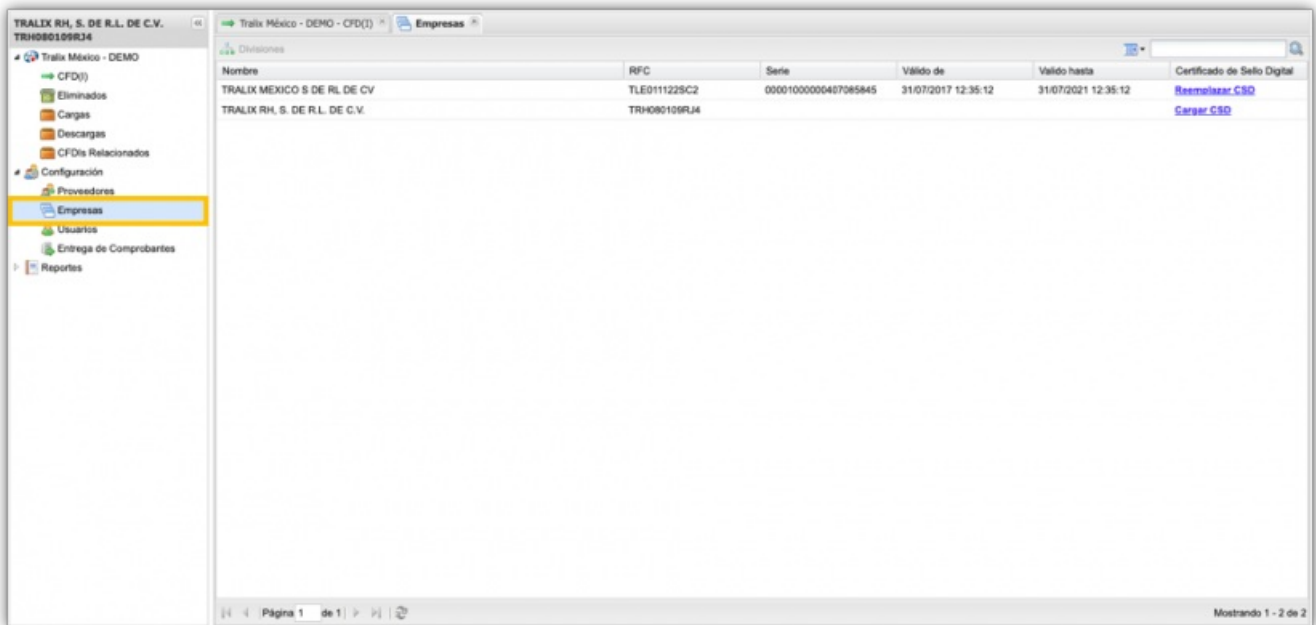 TRALIX RH, S. DE R.L. DE C.V.
TRH080109RJ4
Tralix México - DEMO
CFD(I)
Eliminados
Cargas
Descargas
CFDIs Relacionados
Configuración
Proveedores
Empresas
Usuarios
Entrega de Comprobantes
Reportes
Tralix México - DEMO - CFD(I) Empresas
Divisiones
Nombre RFC Serie Válido de Valido hasta Certificado de Sello Digital
TRALIX MEXICO S DE RL DE CV TLE011122SC2 00001000000407085845 31/07/2017 12:35:12 31/07/2021 12:35:12 Reemplazar CSD
TRALIX RH, S. DE R.L. DE C.V. TRH080109RJ4 Cargar CSD
Página 1 de 1 Mostrando 1 - 2 de 2